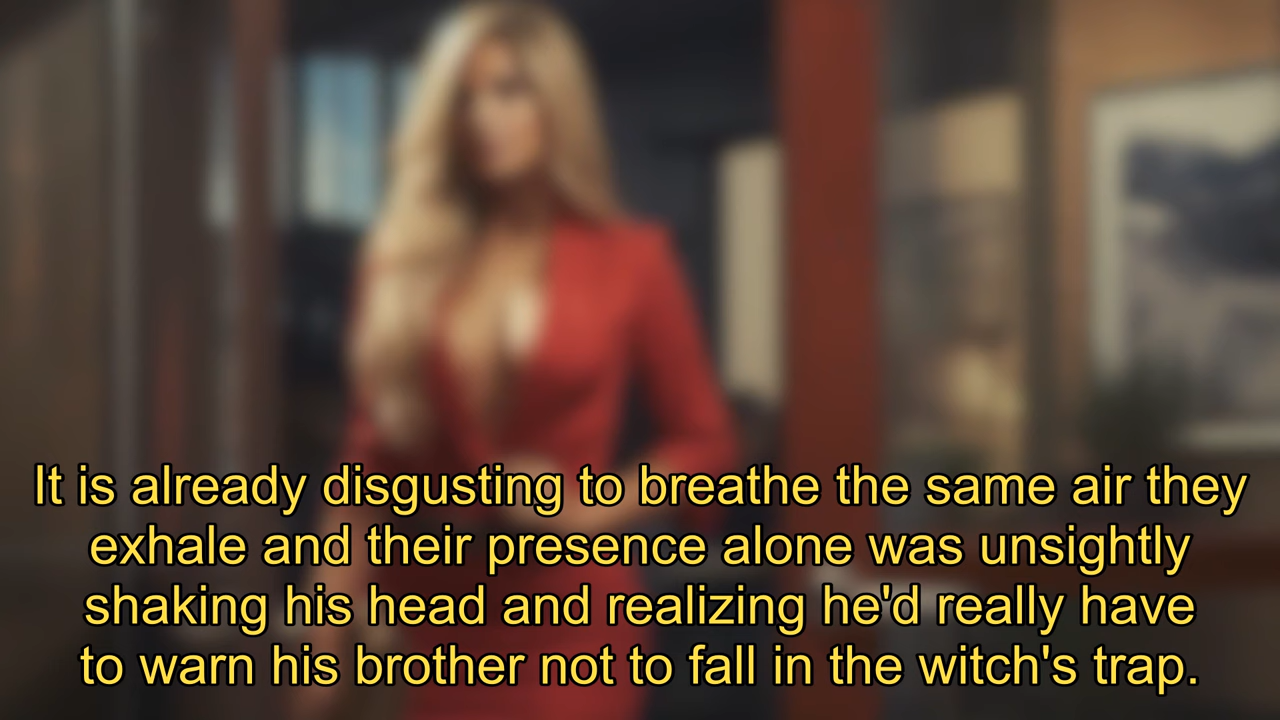 It is already disgusting to breathe the same air they
exhale and their presence alone was unsightly
shaking his head and realizing he'd really have
to warn his brother not to fall in the witch's trap.